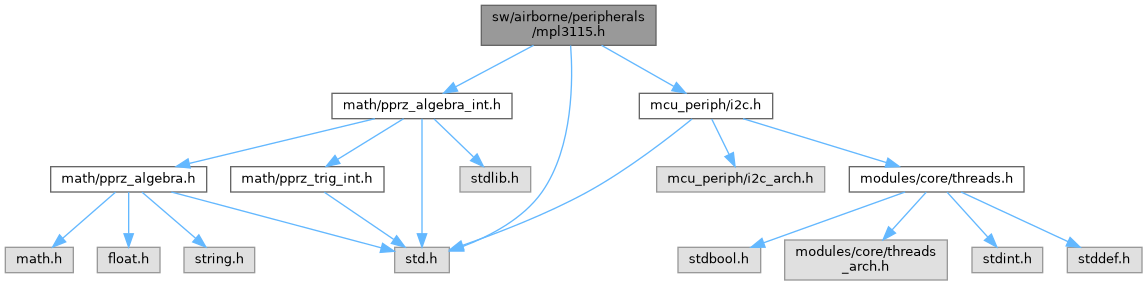 sw/airborne/peripherals
/mpl3115.h
math/pprz_algebra_int.h
mcu_periph/i2c.h
math/pprz_algebra.h
math/pprz_trig_int.h
stdlib.h
mcu_periph/i2c_arch.h
modules/core/threads.h
math.h
float.h
string.h
std.h
stdbool.h
modules/core/threads
_arch.h
stdint.h
stddef.h